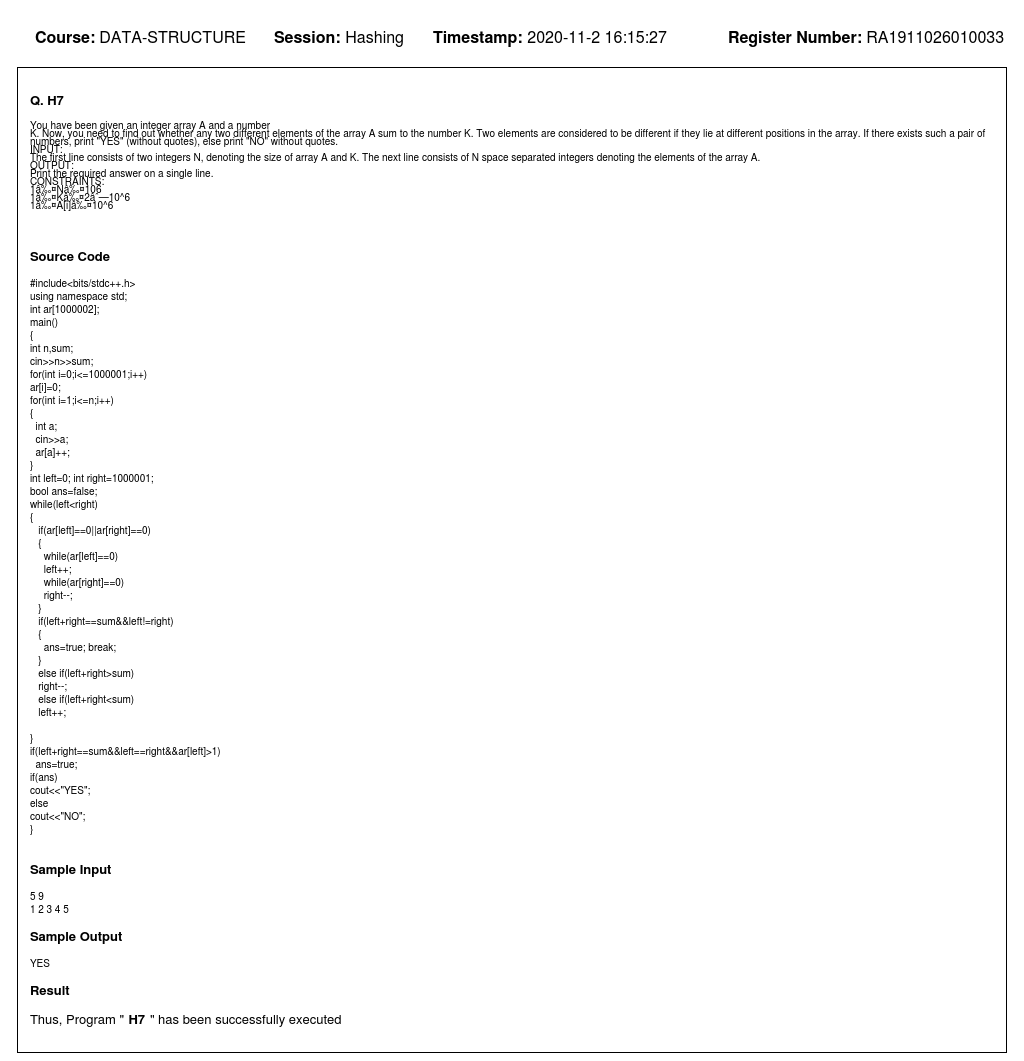 Course: DATA-STRUCTURE Session: Hashing Timestamp: 2020-11-2 16:15:27 Register Number: RA1911026010033
Q. H7
You have been given an integer array A and a number
K. Now, you need to find out whether any two different elements of the array A sum to the number K. Two elements are considered to be different if they lie at different positions in the array. If there exists such a pair of
numbers, print "YES" (without quotes), else print "NO" without quotes.
INPUT:
The first line consists of two integers N, denoting the size of array A and K. The next line consists of N space separated integers denoting the elements of the array A.
OUTPUT:
Print the required answer on a single line.
CONSTRAINTS:
1â‰¤Nâ‰¤106
1â‰¤Kâ‰¤2âˆ—10^6
1â‰¤A[i]â‰¤10^6
Source Code
#include<bits/stdc++.h>
using namespace std;
int ar[1000002];
main()
{
int n,sum;
cin>>n>>sum;
for(int i=0;i<=1000001;i++)
ar[i]=0;
for(int i=1;i<=n;i++)
{
int a;
cin>>a;
ar[a]++;
}
int left=0; int right=1000001;
bool ans=false;
while(left<right)
{
if(ar[left]==0||ar[right]==0)
{
while(ar[left]==0)
left++;
while(ar[right]==0)
right--;
}
if(left+right==sum&&left!=right)
{
ans=true; break;
}
else if(left+right>sum)
right--;
else if(left+right<sum)
left++;
}
if(left+right==sum&&left==right&&ar[left]>1)
ans=true;
if(ans)
cout<<"YES";
else
cout<<"NO";
}
Sample Input
5 9
1 2 3 4 5
Sample Output
YES
Result
Thus, Program " H7 " has been successfully executed